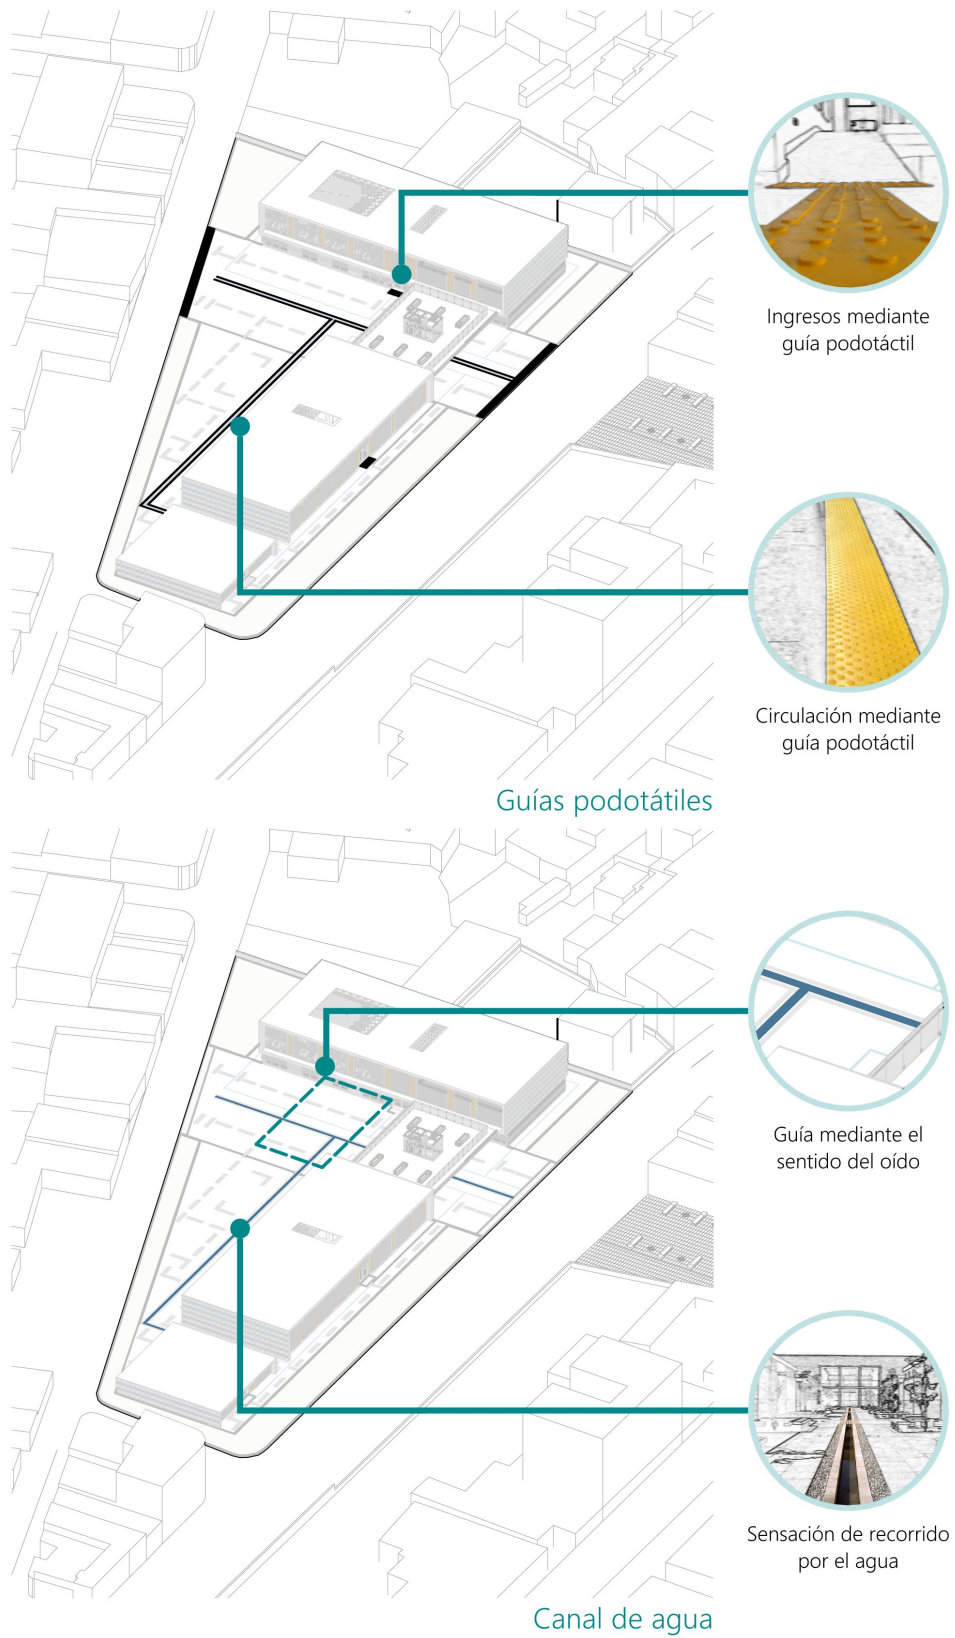 Ingresos mediante
guía podotáctil
Circulación mediante
guía podotáctil
Guías podotátiles
Guía mediante el
sentido del oído
Sensación de recorrido
por el agua
Canal de agua